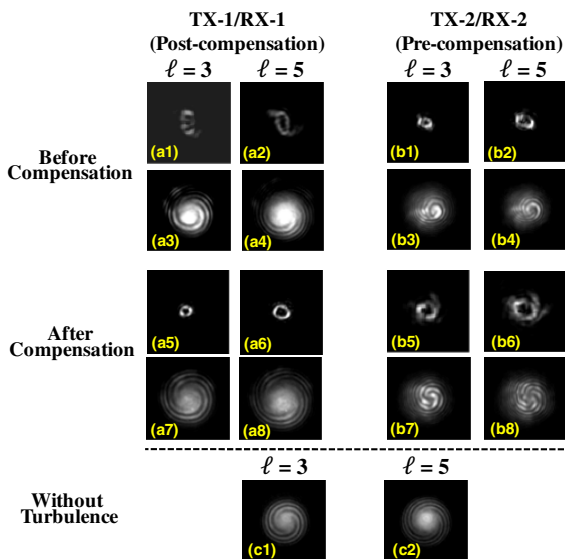 TX-1/RX-1
(Post-compensation)
TX-2/RX-2
(Pre-compensation)
ℓ = 3
ℓ = 5
ℓ = 3
ℓ = 5
Before
Compensation
(a1)
(a2)
(b1)
(b2)
(a3)
(a4)
(b3)
(b4)
After
Compensation
(a5)
(a6)
(b5)
(b6)
(a7)
(a8)
(b7)
(b8)
ℓ = 3
ℓ = 5
Without
Turbulence
(c1)
(c2)